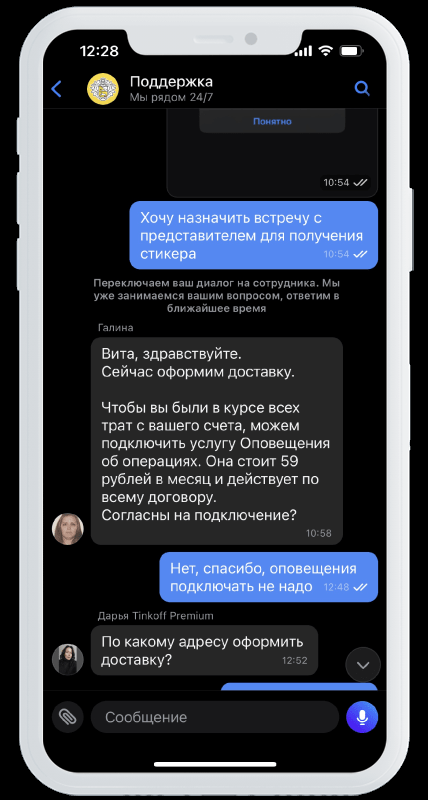 12:28
Поддержка
Мы рядом 24/7
Понятно
10:54
Хочу назначить встречу с
представителем для получения
стикера
10:54
Переключаем ваш диалог на сотрудника. Мы
уже занимаемся вашим вопросом, ответим в
ближайшее время
Галина
Вита, здравствуйте.
Сейчас оформим доставку.
Чтобы вы были в курсе всех
трат с вашего счета, можем
подключить услугу Оповещения
об операциях. Она стоит 59
рублей в месяц и действует по
всему договору.
Согласны на подключение?
10:58
Нет, спасибо, оповещения
подключать не надо
12:48
Дарья Tinkoff Premium
По какому адресу оформить
доставку?
12:52
Сообщение